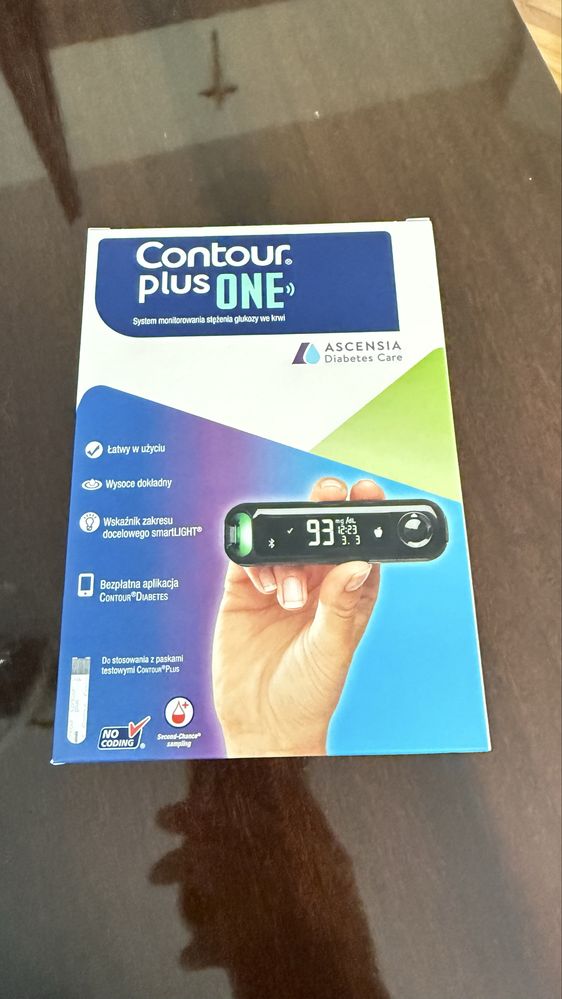 Contour®
plus ONE
System monitorowania stężenia glukozy we krwi
ASCENSIA
Diabetes Care
Łatwy w użyciu
Wysoce dokładny
Wskaźnik zakresu
docelowego smartLIGHT®
Bezpłatna aplikacja
CONTOUR®DIABETES
Do stosowania z paskami
testowymi CONTOUR®PLUS
93 mg/dL
12:23
3. 3
NO
CODING®
Second-Chance®
sampling